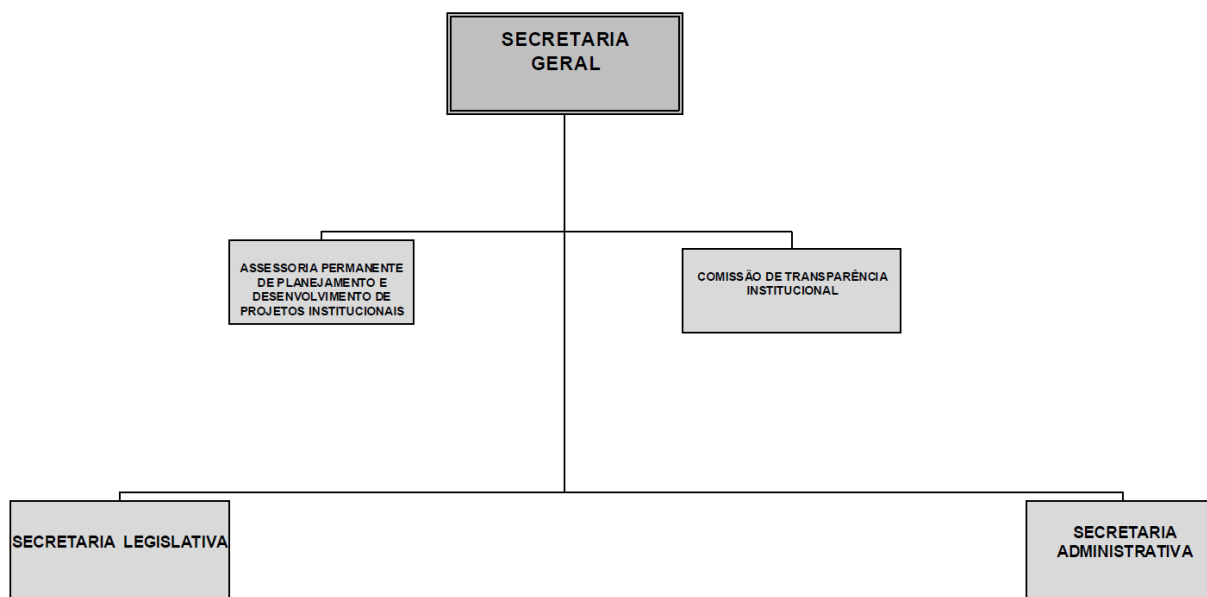 SECRETARIA
GERAL
ASSESSORIA PERMANENTE
DE PLANEJAMENTO E
DESENVOLVIMENTO DE
PROJETOS INSTITUCIONAIS
COMISSÃO DE TRANSPARÊNCIA
INSTITUCIONAL
SECRETARIA LEGISLATIVA
SECRETARIA
ADMINISTRATIVA